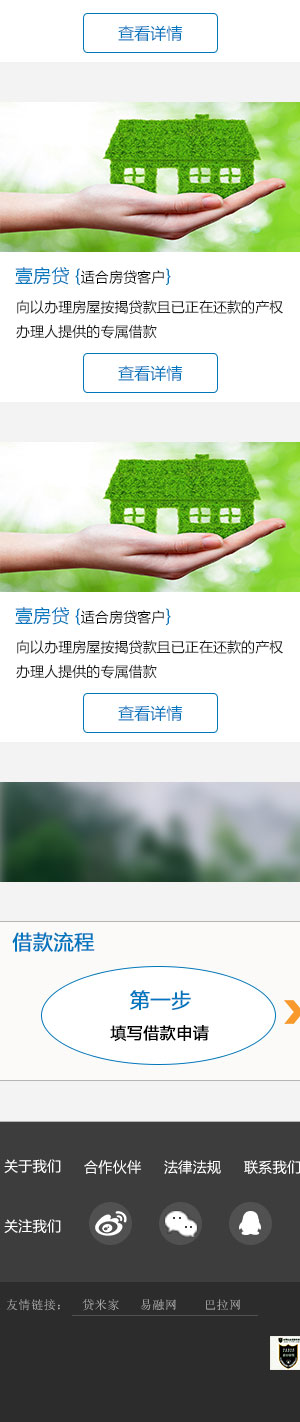 查看详情
壹房贷 {适合房贷客户}
向以办理房屋按揭贷款且已正在还款的产权
办理人提供的专属借款
查看详情
壹房贷 {适合房贷客户}
向以办理房屋按揭贷款且已正在还款的产权
办理人提供的专属借款
查看详情
借款流程
第一步
填写借款申请
关于我们 合作伙伴 法律法规 联系我们
关注我们
友情链接： 贷米家 易融网 巴拉网